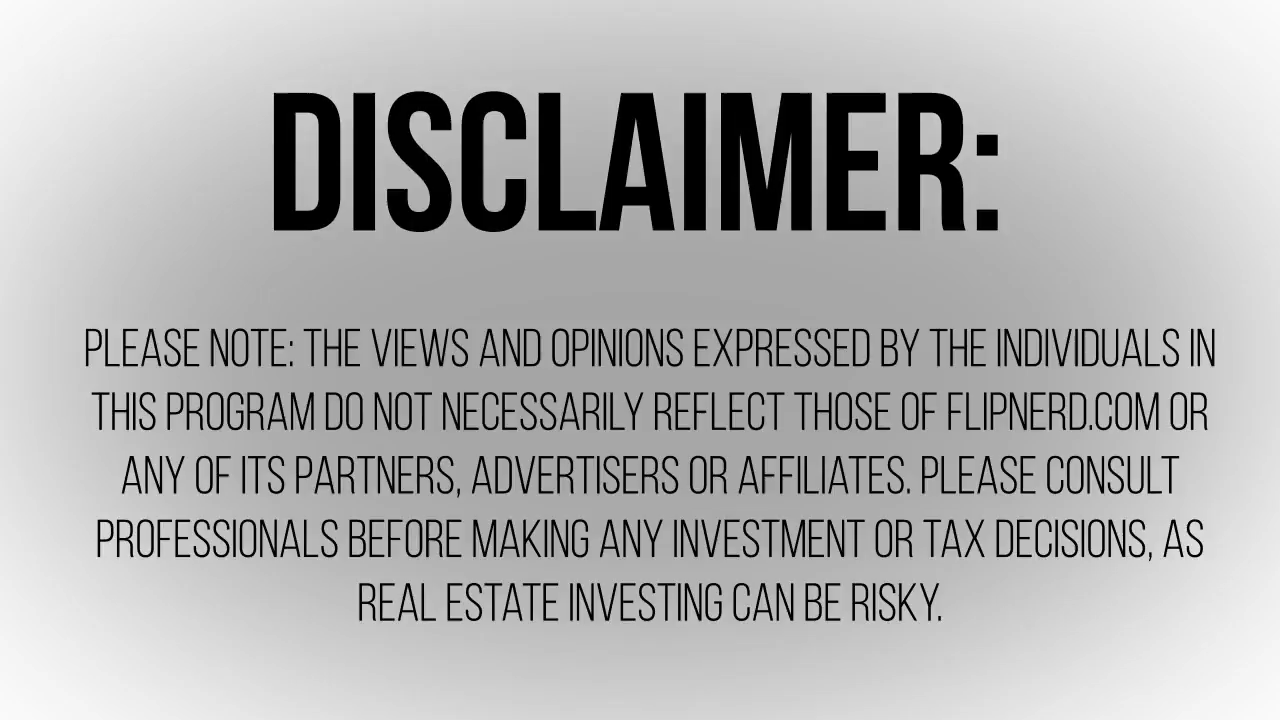 DISCLAIMER:
PLEASE NOTE: THE VIEWS AND OPINIONS EXPRESSED BY THE INDIVIDUALS IN
THIS PROGRAM DO NOT NECESSARILY REFLECT THOSE OF FLIPNERD.COM OR
ANY OF ITS PARTNERS, ADVERTISERS OR AFFILIATES. PLEASE CONSULT
PROFESSIONALS BEFORE MAKING ANY INVESTMENT OR TAX DECISIONS, AS
REAL ESTATE INVESTING CAN BE RISKY.